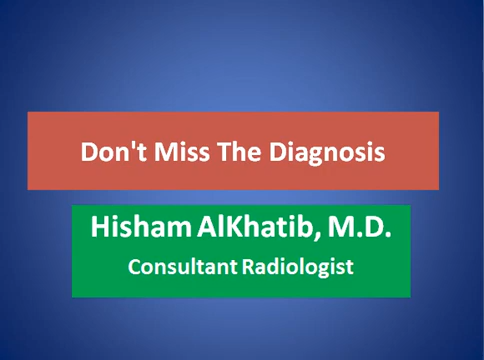 Don't Miss The Diagnosis
Hisham AlKhatib, M.D.
Consultant Radiologist